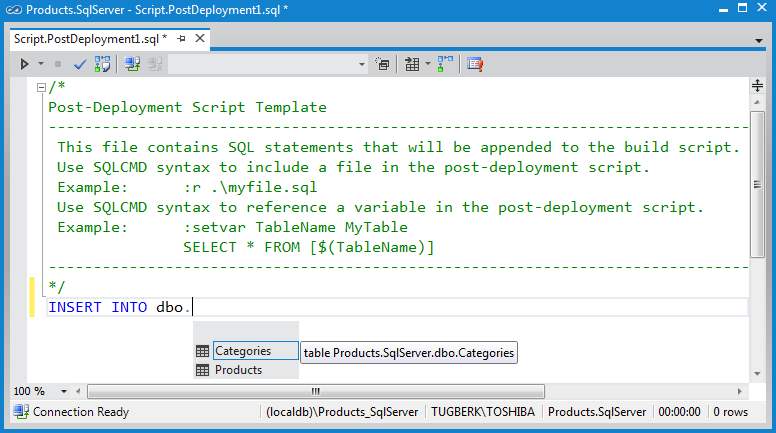 Products.SqlServer - Script.PostDeployment1.sql *
Script.PostDeployment1.sql *
/*
Post-Deployment Script Template
--------------------------------------------------------------------------------------
 This file contains SQL statements that will be appended to the build script.
 Use SQLCMD syntax to include a file in the post-deployment script.
 Example:      :r .\myfile.sql
 Use SQLCMD syntax to reference a variable in the post-deployment script.
 Example:      :setvar TableName MyTable
               SELECT * FROM [$(TableName)]
--------------------------------------------------------------------------------------
*/
INSERT INTO dbo.
Categories
table Products.SqlServer.dbo.Categories
Products
100 %
Connection Ready
(localdb)\Products_SqlServer
TUGBERK\TOSHIBA
Products.SqlServer
00:00:00
0 rows